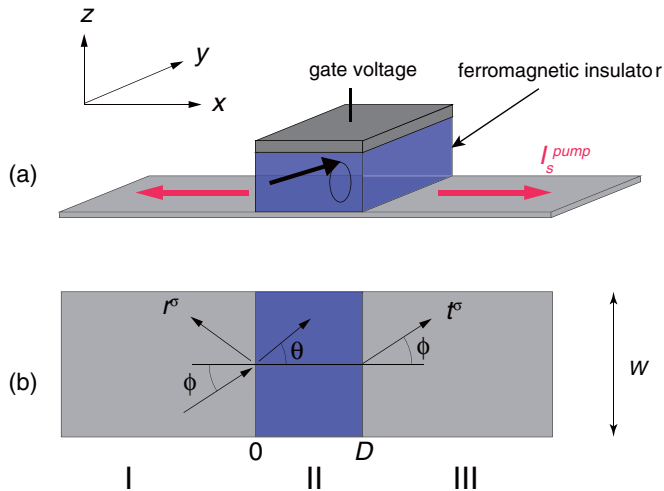 z
y
x
gate voltage
ferromagnetic insulator
(a)
I_s^{pump}
(b)
r^σ
t^σ
θ
ϕ
ϕ
W
0
D
I
II
III